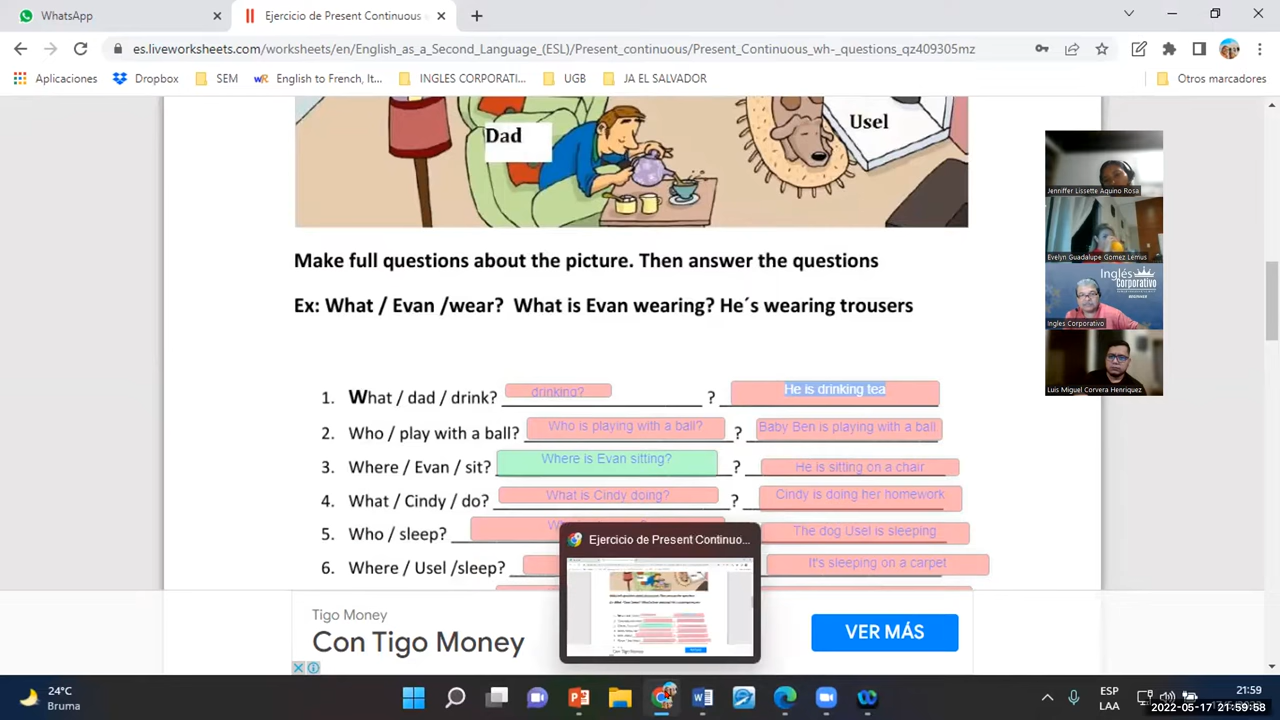 WhatsApp
Ejercicio de Present Continuous
es.liveworksheets.com/worksheets/en/English_as_a_Second_Language_(ESL)/Present_continuous/Present_Continuous_wh-_questions_qz409305mz
Aplicaciones Dropbox SEM English to French, It... INGLES CORPORATI... UGB JA EL SALVADOR Otros marcadores
Dad
Usel
Jenniffer Lissette Aquino Rosa
Evelyn Guadalupe Gomez Lemus
Inglés
Corporativo
BEGINNER
Ingles Corporativo
Luis Miguel Corvera Henriquez
Make full questions about the picture. Then answer the questions
Ex: What / Evan /wear? What is Evan wearing? He´s wearing trousers
1. What / dad / drink? drinking? ? He is drinking tea
2. Who / play with a ball? Who is playing with a ball? ? Baby Ben is playing with a ball
3. Where / Evan / sit? Where is Evan sitting? ? He is sitting on a chair
4. What / Cindy / do? What is Cindy doing? ? Cindy is doing her homework
5. Who / sleep? The dog Usel is sleeping
6. Where / Usel /sleep? It's sleeping on a carpet
Ejercicio de Present Continuo...
Tigo Money
Con Tigo Money
VER MÁS
24°C
Bruma
ESP
LAA
21:59
2022-05-17 21:59:58